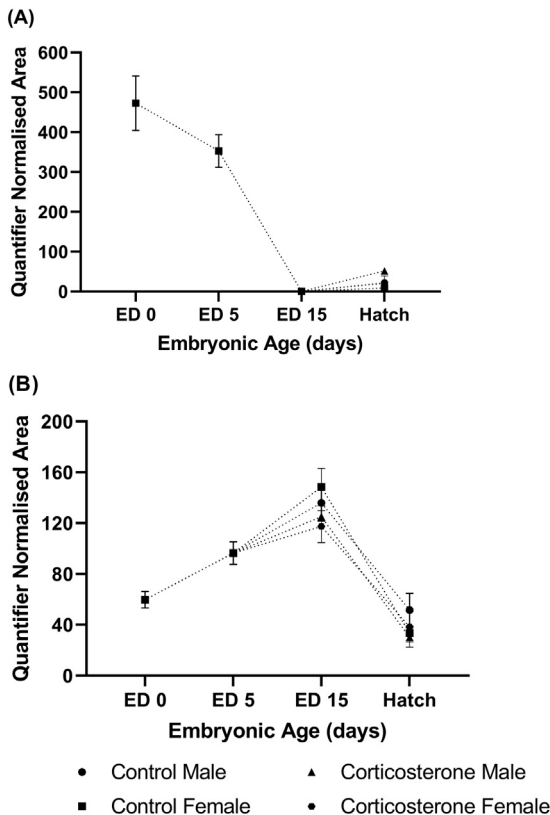 (A)
Quantifier Normalised Area
600
500
400
300
200
100
0
ED 0 ED 5 ED 15 Hatch
Embryonic Age (days)
(B)
Quantifier Normalised Area
200
160
120
80
40
0
ED 0 ED 5 ED 15 Hatch
Embryonic Age (days)
Control Male Corticosterone Male
Control Female Corticosterone Female